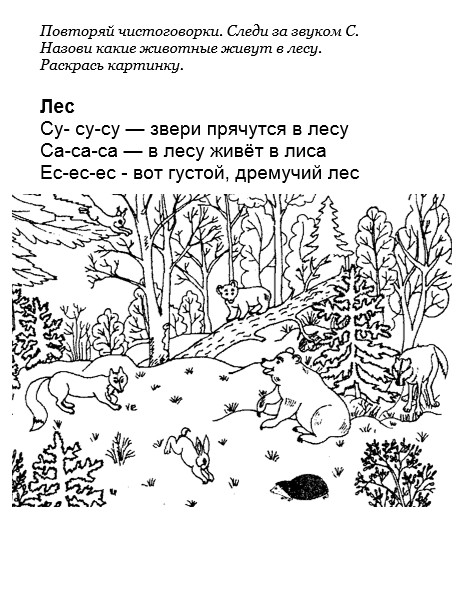 Повторяй чистоговорки. Следи за звуком С.
Назови какие животные живут в лесу.
Раскрась картинку.
Лес
Су- су-су — звери прячутся в лесу
Са-са-са — в лесу живёт в лиса
Ес-ес-ес - вот густой, дремучий лес